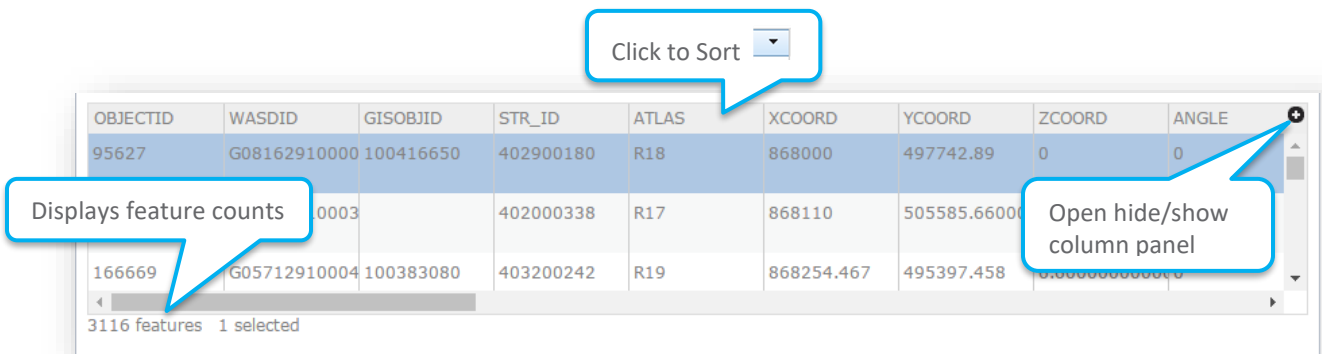 Click to Sort
OBJECTID WASDID GISOBJID STR_ID ATLAS XCOORD YCOORD ZCOORD ANGLE
95627 G08162910000 100416650 402900180 R18 868000 497742.89 0 0
Displays feature counts
0003 402000338 R17 868110 505585.6600
Open hide/show
column panel
166669 G05712910004 100383080 403200242 R19 868254.467 495397.458 0
3116 features 1 selected